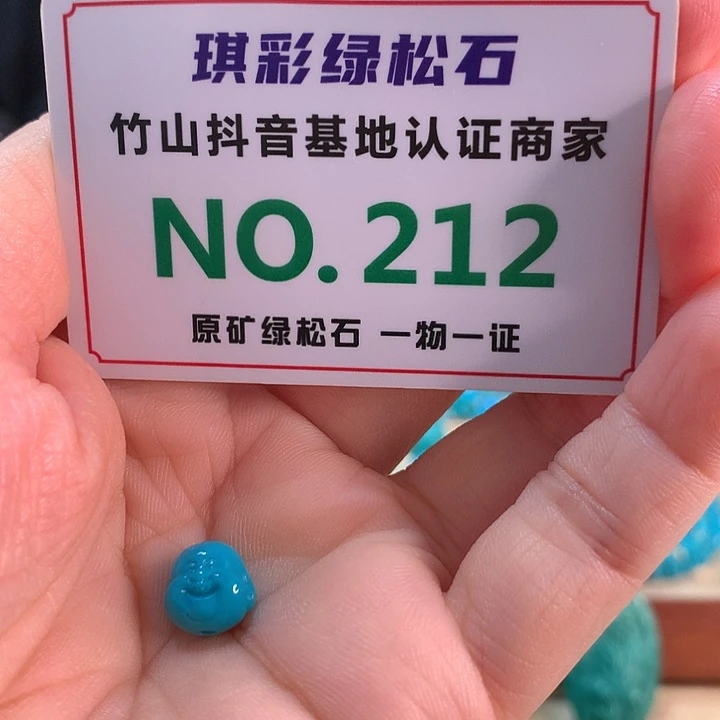 琪彩绿松石
竹山抖音基地认证商家
NO.212
原矿绿松石 一物一证